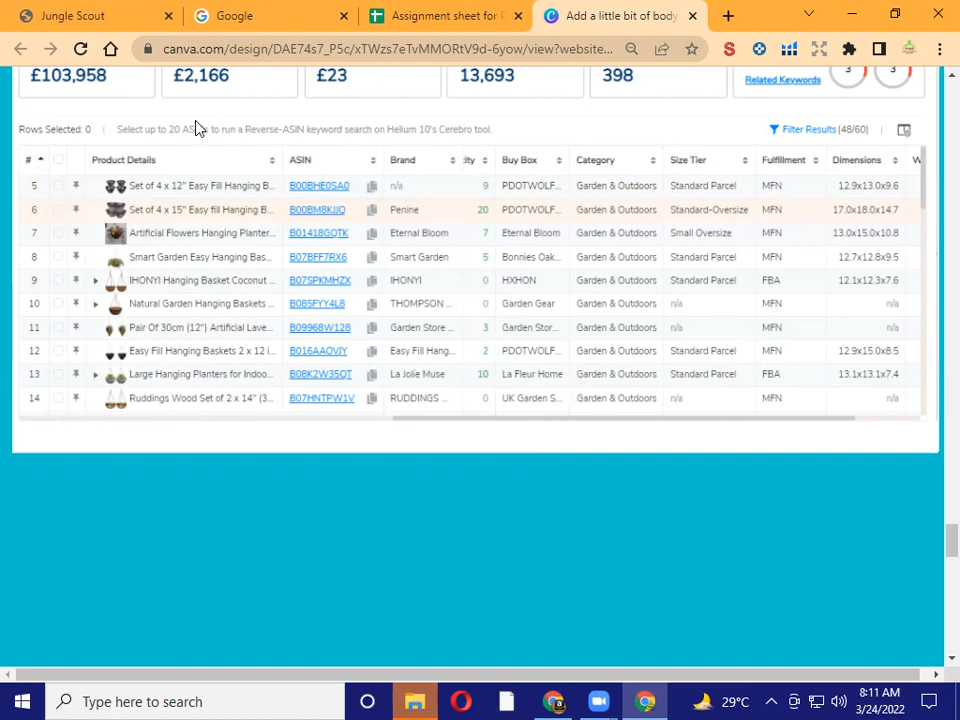 Jungle Scout
Google
Assignment sheet for F
Add a little bit of body
canva.com/design/DAE74s7_P5c/xTWzs7eTvMMORtV9d-6yow/view?website...
£103,958 £2,166 £23 13,693 398 Related Keywords 3 3
Rows Selected: 0 | Select up to 20 ASINs to run a Reverse-ASIN keyword search on Helium 10's Cerebro tool. Filter Results (48/60)
# Product Details ASIN Brand ity Buy Box Category Size Tier Fulfillment Dimensions W
5 Set of 4 x 12" Easy Fill Hanging B... B00BHE0SA0 n/a 9 PDOTWOLF... Garden & Outdoors Standard Parcel MFN 12.9x13.0x9.6
6 Set of 4 x 15" Easy fill Hanging B... B00BM8KJJQ Penine 20 PDOTWOLF... Garden & Outdoors Standard-Oversize MFN 17.0x18.0x14.7
7 Artificial Flowers Hanging Planter... B01418GQTK Eternal Bloom 7 Eternal Bloom Garden & Outdoors Small Oversize MFN 13.0x15.0x10.8
8 Smart Garden Easy Hanging Bas... B07BFF7RX6 Smart Garden 5 Bonnies Oak... Garden & Outdoors Standard Parcel MFN 12.7x12.8x9.5
9 IHONYI Hanging Basket Coconut ... B07SPKMHZX IHONYI 0 HXHON Garden & Outdoors Standard Parcel FBA 12.1x12.3x7.6
10 Natural Garden Hanging Baskets ... B085FYY4L8 THOMPSON ... 0 Garden Gear Garden & Outdoors n/a MFN n/a
11 Pair Of 30cm (12") Artificial Lave... B09968W128 Garden Store ... 3 Garden Stor... Garden & Outdoors n/a MFN n/a
12 Easy Fill Hanging Baskets 2 x 12 i... B016AAOVJY Easy Fill Hang... 2 PDOTWOLF... Garden & Outdoors Standard Parcel MFN 12.9x15.0x8.5
13 Large Hanging Planters for Indoo... B08K2W35QT La Jolie Muse 10 La Fleur Home Garden & Outdoors Standard Parcel FBA 13.1x13.1x7.4
14 Ruddings Wood Set of 2 x 14" (3... B07HNTPW1V RUDDINGS ... 0 UK Garden S... Garden & Outdoors n/a MFN n/a
Type here to search
29°C
8:11 AM
3/24/2022